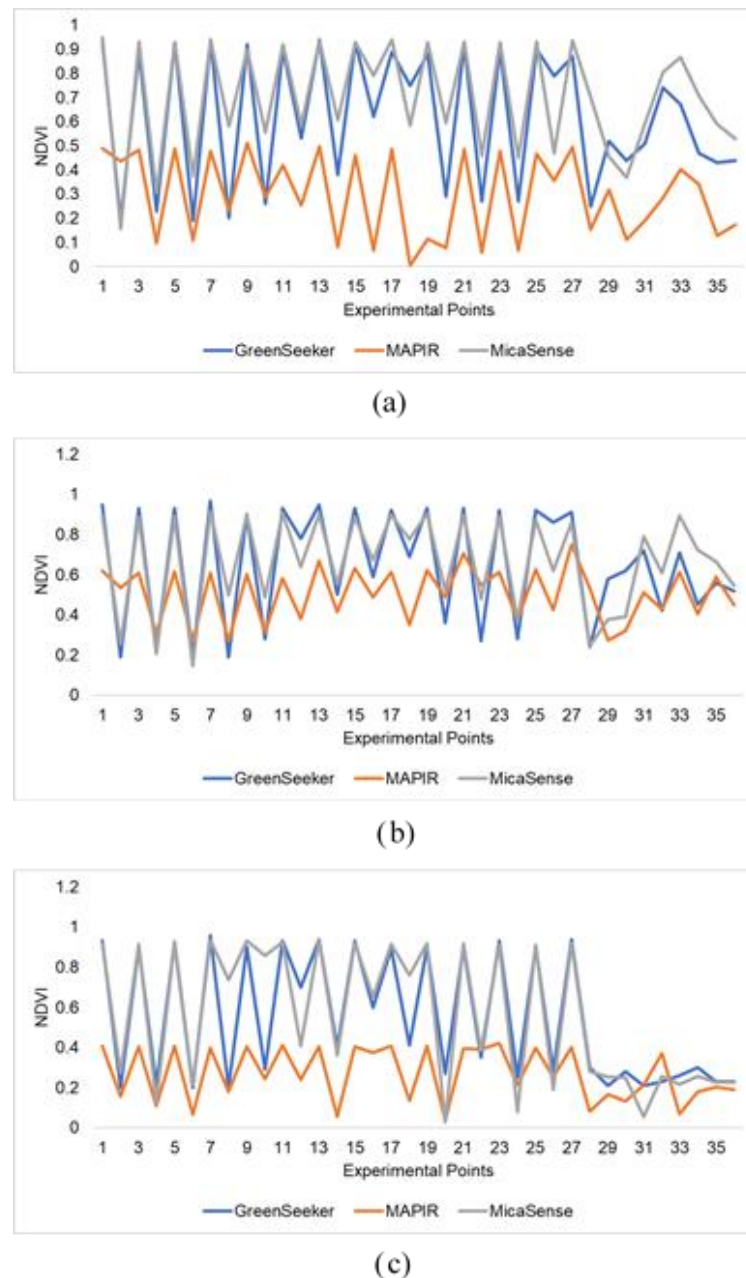 1
0.9
0.8
0.7
0.6
0.5
0.4
0.3
0.2
0.1
0
NDVI
1 3 5 7 9 11 13 15 17 19 21 23 25 27 29 31 33 35
Experimental Points
GreenSeeker MAPIR MicaSense
(a)
1.2
1
0.8
0.6
0.4
0.2
0
NDVI
1 3 5 7 9 11 13 15 17 19 21 23 25 27 29 31 33 35
Experimental Points
GreenSeeker MAPIR MicaSense
(b)
1.2
1
0.8
0.6
0.4
0.2
0
NDVI
1 3 5 7 9 11 13 15 17 19 21 23 25 27 29 31 33 35
Experimental Points
GreenSeeker MAPIR MicaSense
(c)